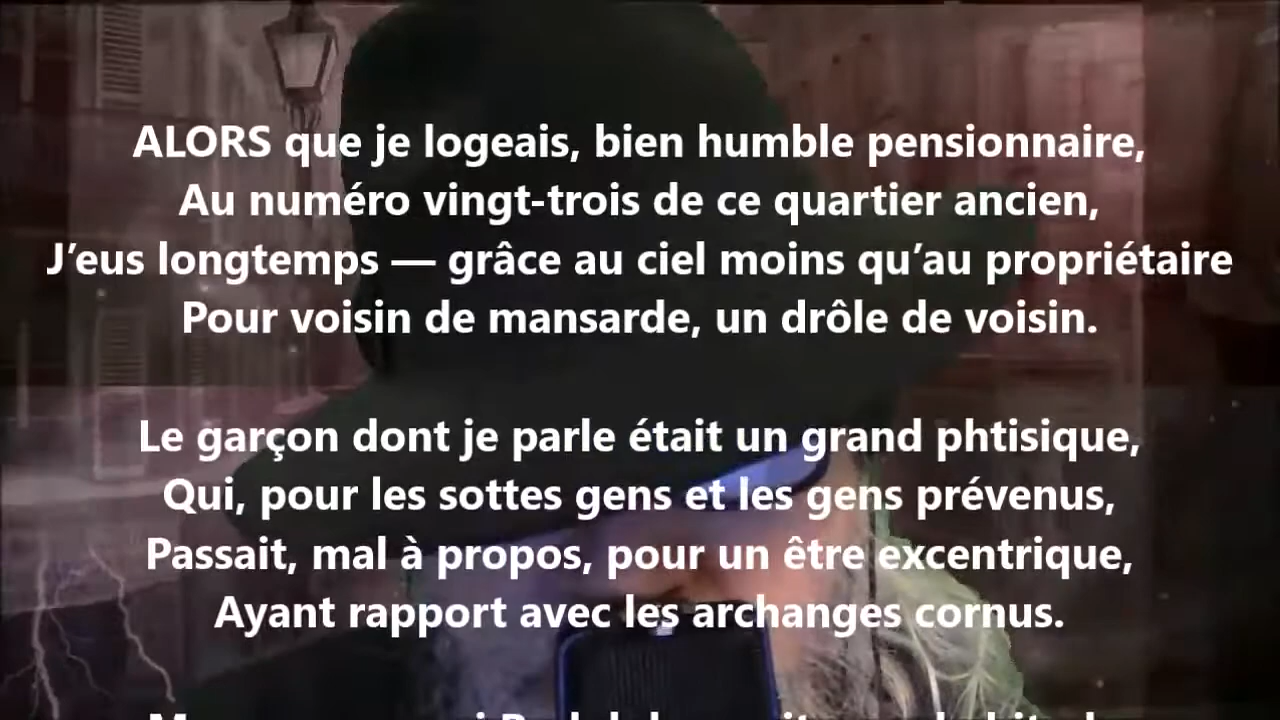 ALORS que je logeais, bien humble pensionnaire,
Au numéro vingt-trois de ce quartier ancien,
J’eus longtemps — grâce au ciel moins qu’au propriétaire
Pour voisin de mansarde, un drôle de voisin.
Le garçon dont je parle était un grand phtisique,
Qui, pour les sottes gens et les gens prévenus,
Passait, mal à propos, pour un être excentrique,
Ayant rapport avec les archanges cornus.